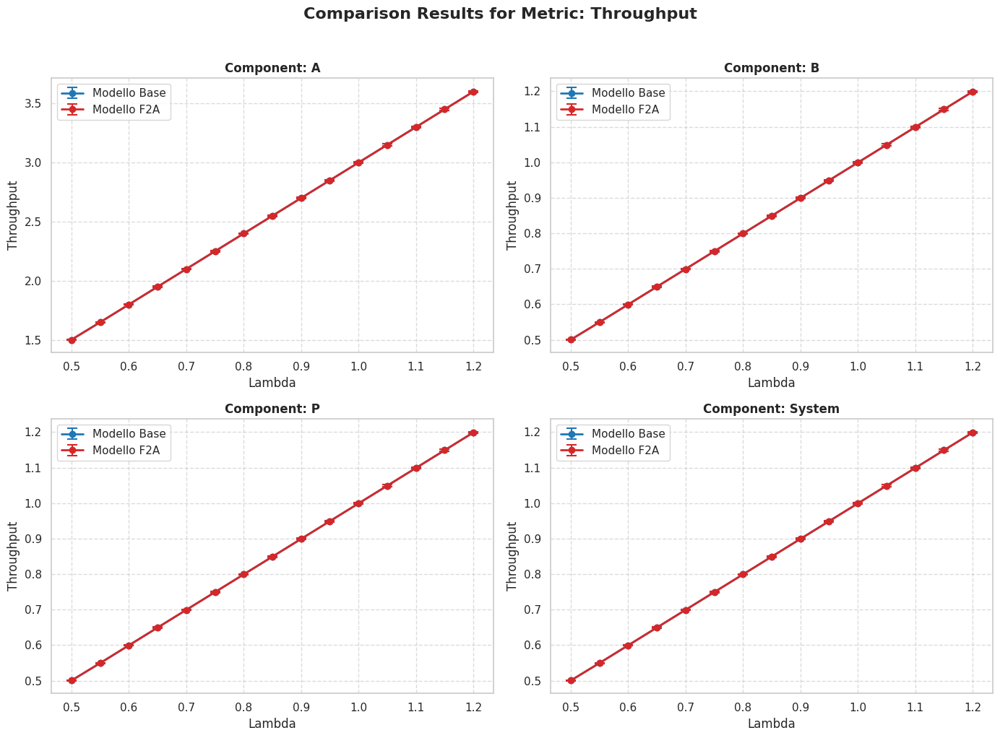 Comparison Results for Metric: Throughput
Component: A
Modello Base
Modello F2A
3.5
3.0
2.5
2.0
1.5
Throughput
0.5 0.6 0.7 0.8 0.9 1.0 1.1 1.2
Lambda
Component: B
Modello Base
Modello F2A
1.2
1.1
1.0
0.9
0.8
0.7
0.6
0.5
Throughput
0.5 0.6 0.7 0.8 0.9 1.0 1.1 1.2
Lambda
Component: P
Modello Base
Modello F2A
1.2
1.1
1.0
0.9
0.8
0.7
0.6
0.5
Throughput
0.5 0.6 0.7 0.8 0.9 1.0 1.1 1.2
Lambda
Component: System
Modello Base
Modello F2A
1.2
1.1
1.0
0.9
0.8
0.7
0.6
0.5
Throughput
0.5 0.6 0.7 0.8 0.9 1.0 1.1 1.2
Lambda